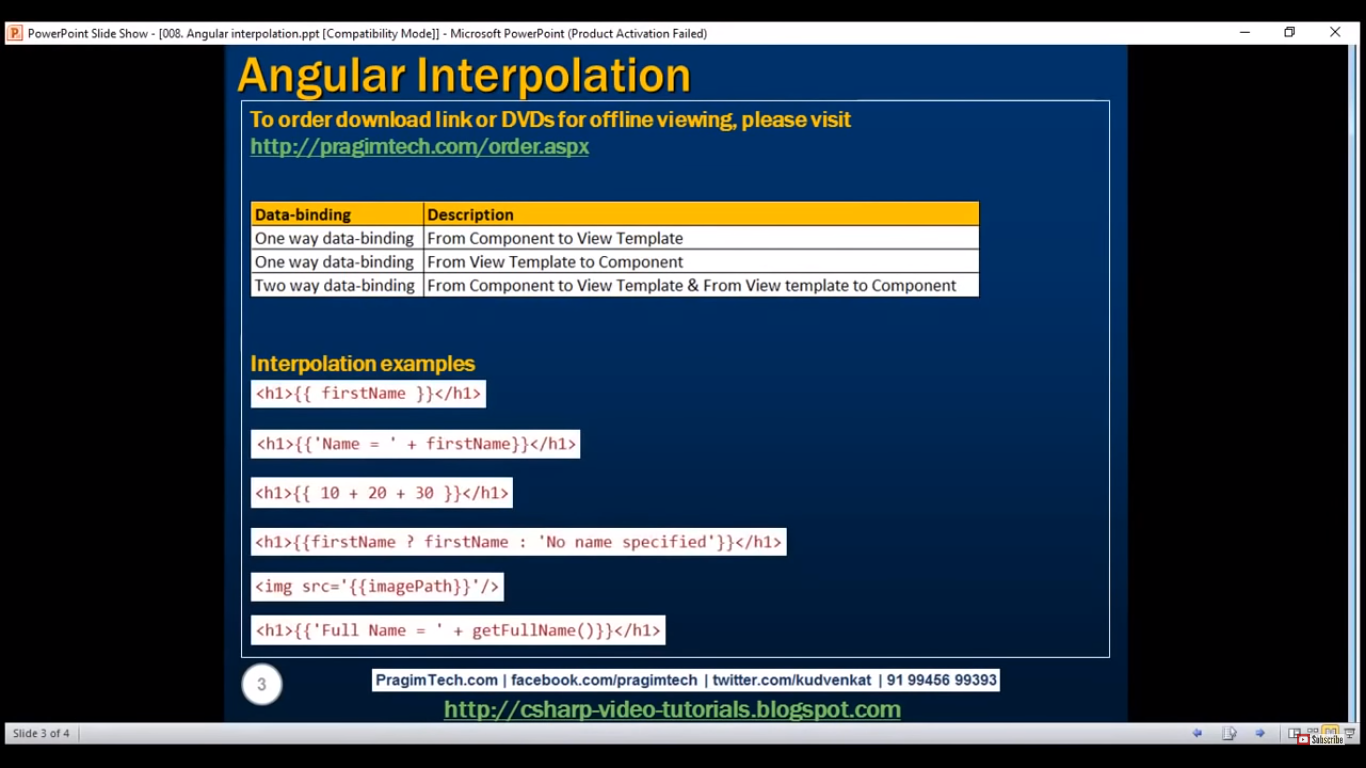 PowerPoint Slide Show - [008. Angular interpolation.ppt [Compatibility Mode]] - Microsoft PowerPoint (Product Activation Failed)
Angular Interpolation
To order download link or DVDs for offline viewing, please visit
http://pragimtech.com/order.aspx
Data-binding Description
One way data-binding From Component to View Template
One way data-binding From View Template to Component
Two way data-binding From Component to View Template & From View template to Component
Interpolation examples
<h1>{{ firstName }}</h1>
<h1>{{'Name = ' + firstName}}</h1>
<h1>{{ 10 + 20 + 30 }}</h1>
<h1>{{firstName ? firstName : 'No name specified'}}</h1>
<img src='{{imagePath}}'/>
<h1>{{'Full Name = ' + getFullName()}}</h1>
3
PragimTech.com | facebook.com/pragimtech | twitter.com/kudvenkat | 91 99456 99393
http://csharp-video-tutorials.blogspot.com
Slide 3 of 4
Subscribe